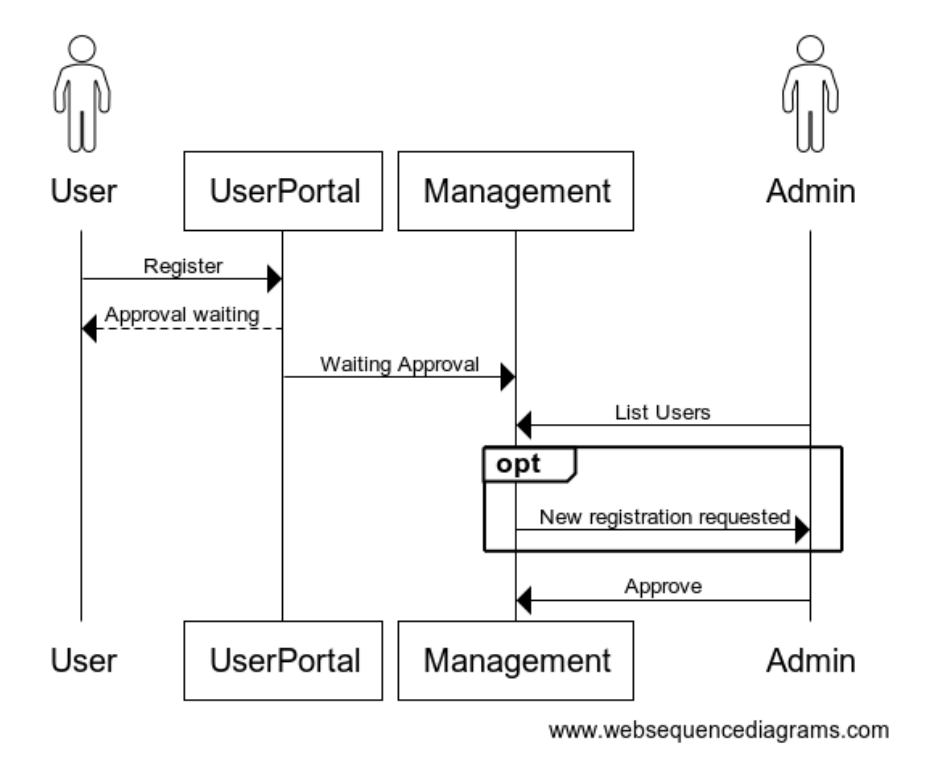 User
UserPortal
Management
Admin
Register
Approval waiting
Waiting Approval
List Users
opt
New registration requested
Approve
User
UserPortal
Management
Admin
www.websequencediagrams.com